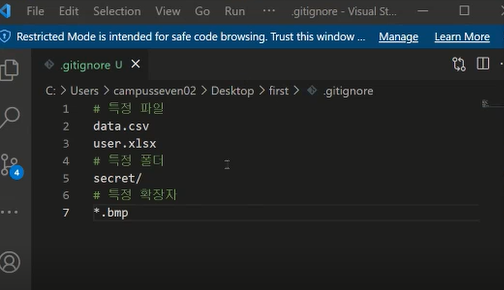 File Edit Selection View Go Run ··· .gitignore - Visual St...
Restricted Mode is intended for safe code browsing. Trust this window ... Manage Learn More
.gitignore U
C: > Users > campusseven02 > Desktop > first > .gitignore
1 # 특정 파일
2 data.csv
3 user.xlsx
4 # 특정 폴더
5 secret/
6 # 특정 확장자
7 *.bmp
4